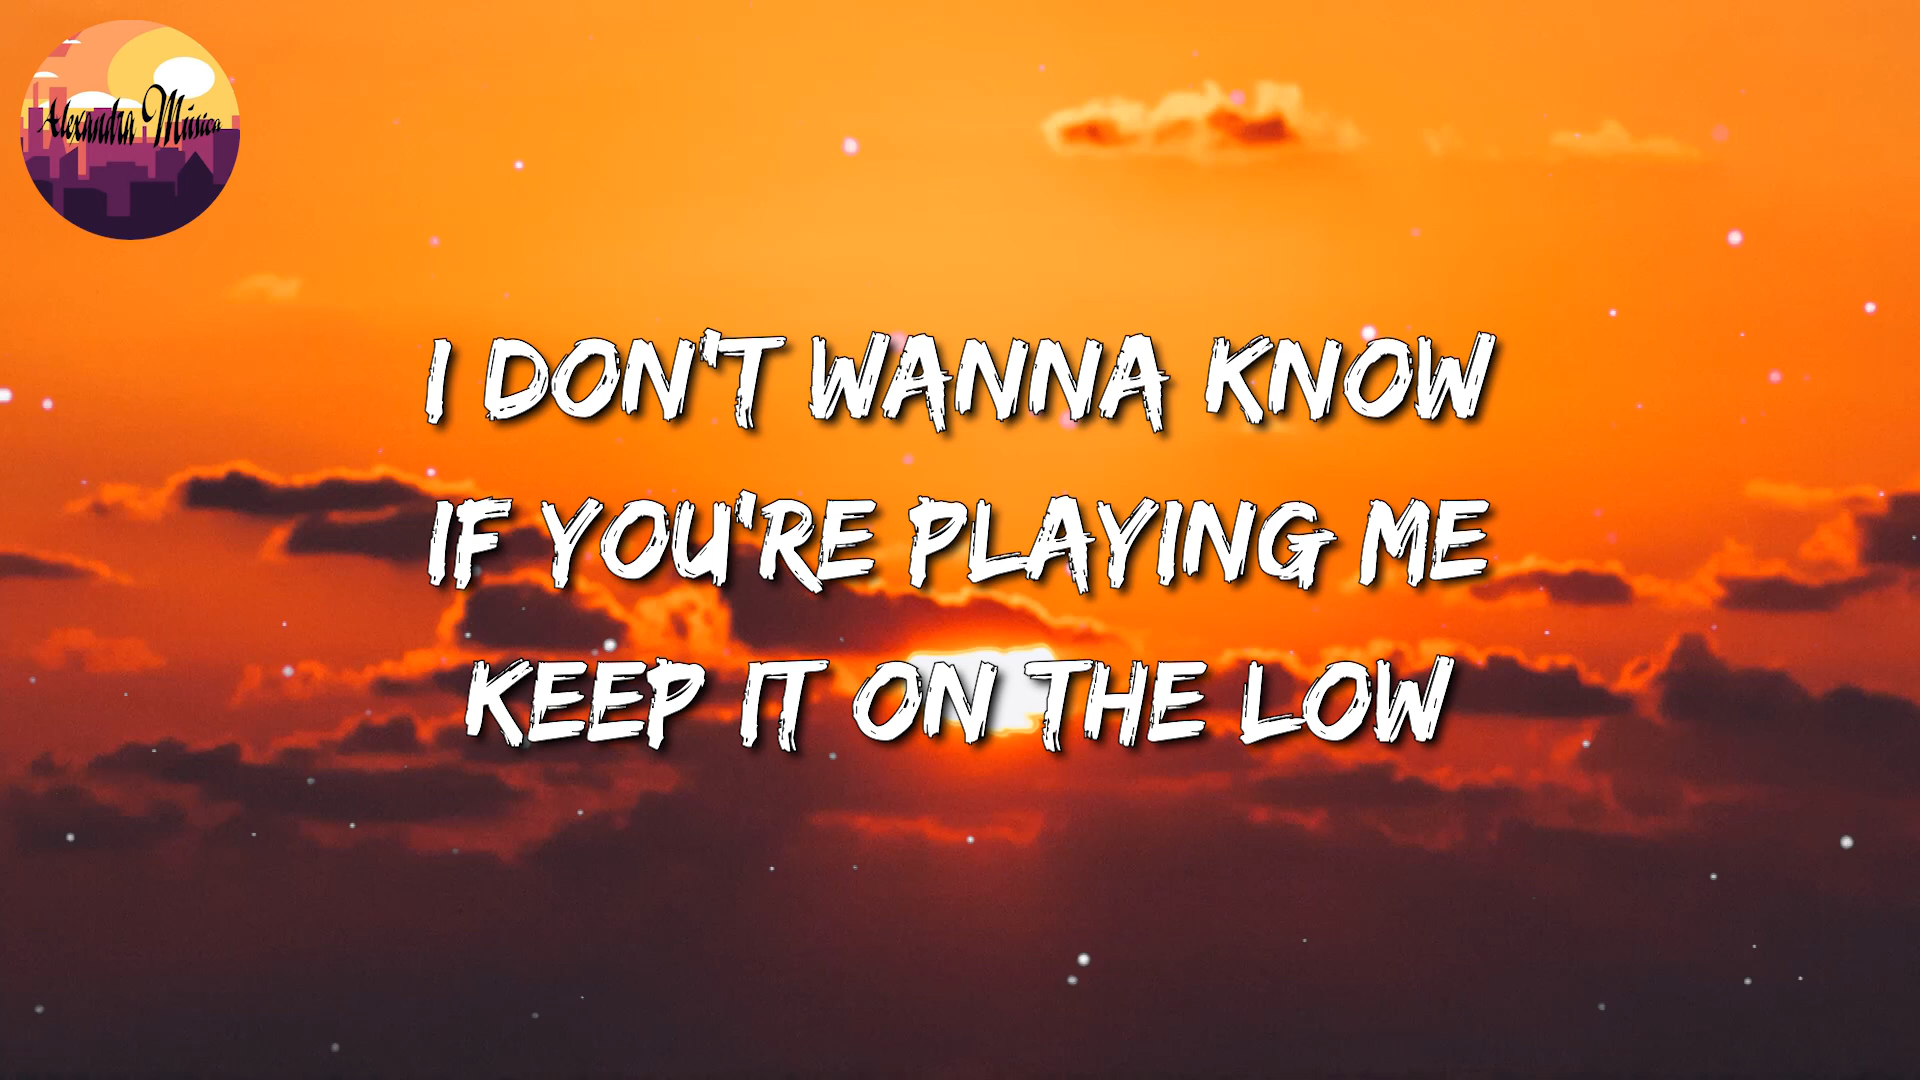 Alexandra Música
I DON'T WANNA KNOW
IF YOU'RE PLAYING ME
KEEP IT ON THE LOW